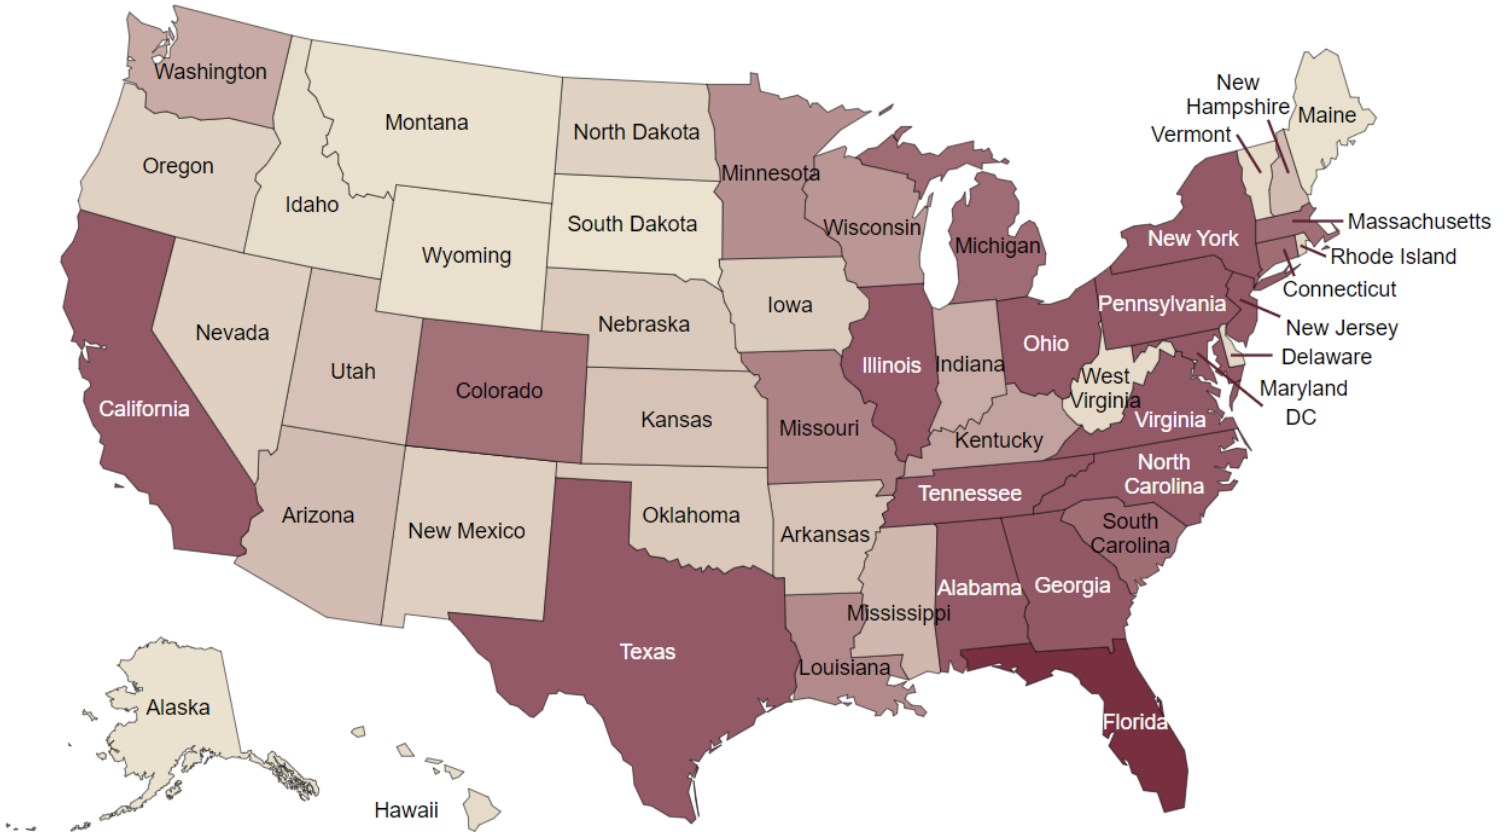 Washington
Montana
North Dakota
Minnesota
New
Hampshire
Vermont
Maine
Oregon
Idaho
Wyoming
South Dakota
Wisconsin
Michigan
New York
Massachusetts
Rhode Island
Connecticut
Nevada
Utah
Colorado
Nebraska
Iowa
Illinois
Indiana
Ohio
Pennsylvania
New Jersey
Delaware
Maryland
DC
California
Kansas
Missouri
Kentucky
West
Virginia
Virginia
Arizona
New Mexico
Oklahoma
Arkansas
Tennessee
North
Carolina
South
Carolina
Texas
Louisiana
Mississippi
Alabama
Georgia
Florida
Alaska
Hawaii